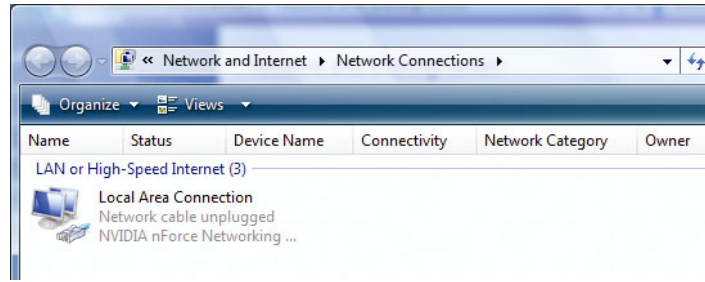 « Network and Internet ▸ Network Connections ▸
Organize Views
Name Status Device Name Connectivity Network Category Owner
LAN or High-Speed Internet (3)
Local Area Connection
Network cable unplugged
NVIDIA nForce Networking ...